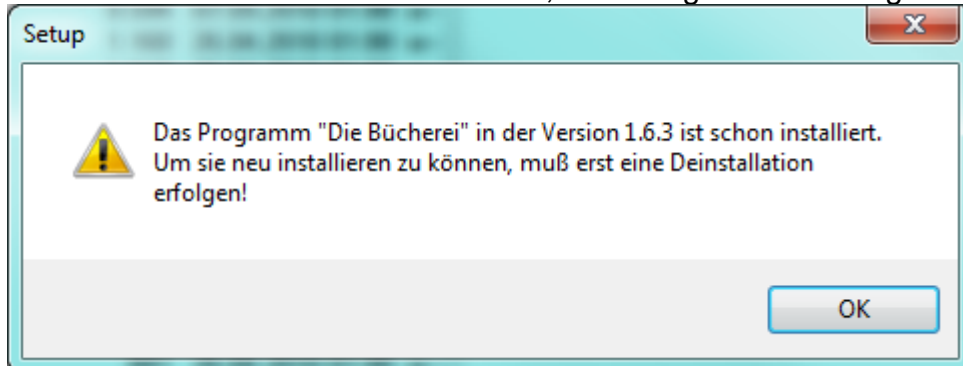 Setup
Das Programm "Die Bücherei" in der Version 1.6.3 ist schon installiert.
Um sie neu installieren zu können, muß erst eine Deinstallation
erfolgen!
OK